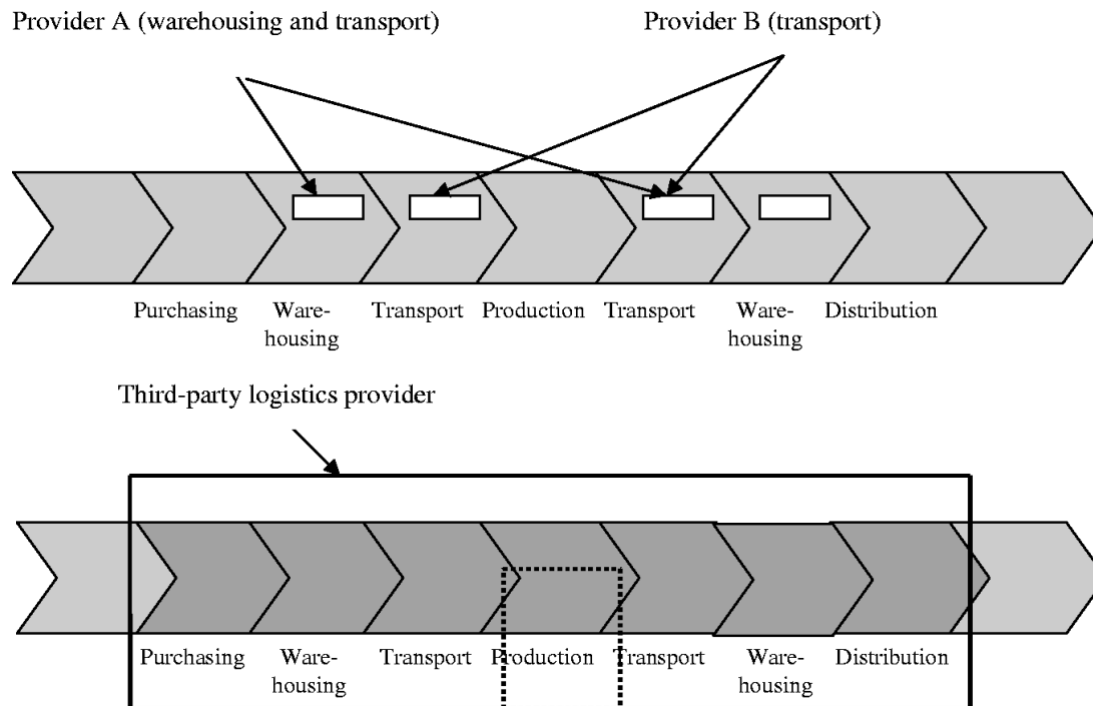 Provider A (warehousing and transport) Provider B (transport)
Purchasing Ware- Transport Production Transport Ware- Distribution
housing housing
Third-party logistics provider
Purchasing Ware- Transport Production Transport Ware- Distribution
housing housing